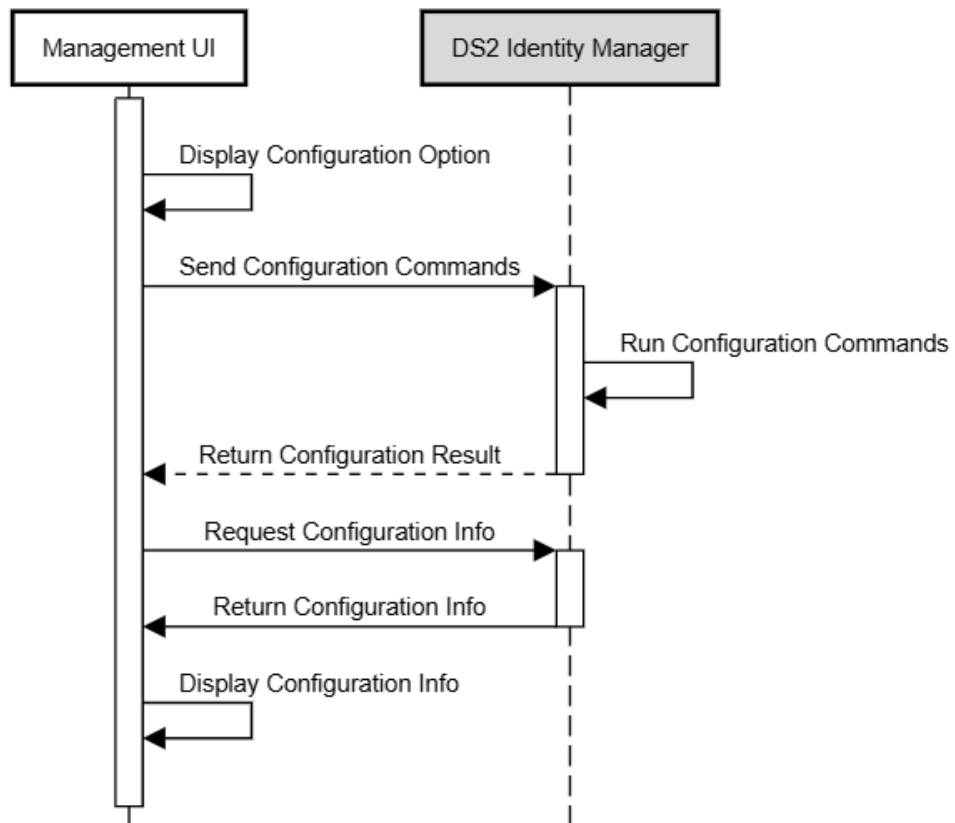 Management UI
DS2 Identity Manager
Display Configuration Option
Send Configuration Commands
Run Configuration Commands
Return Configuration Result
Request Configuration Info
Return Configuration Info
Display Configuration Info